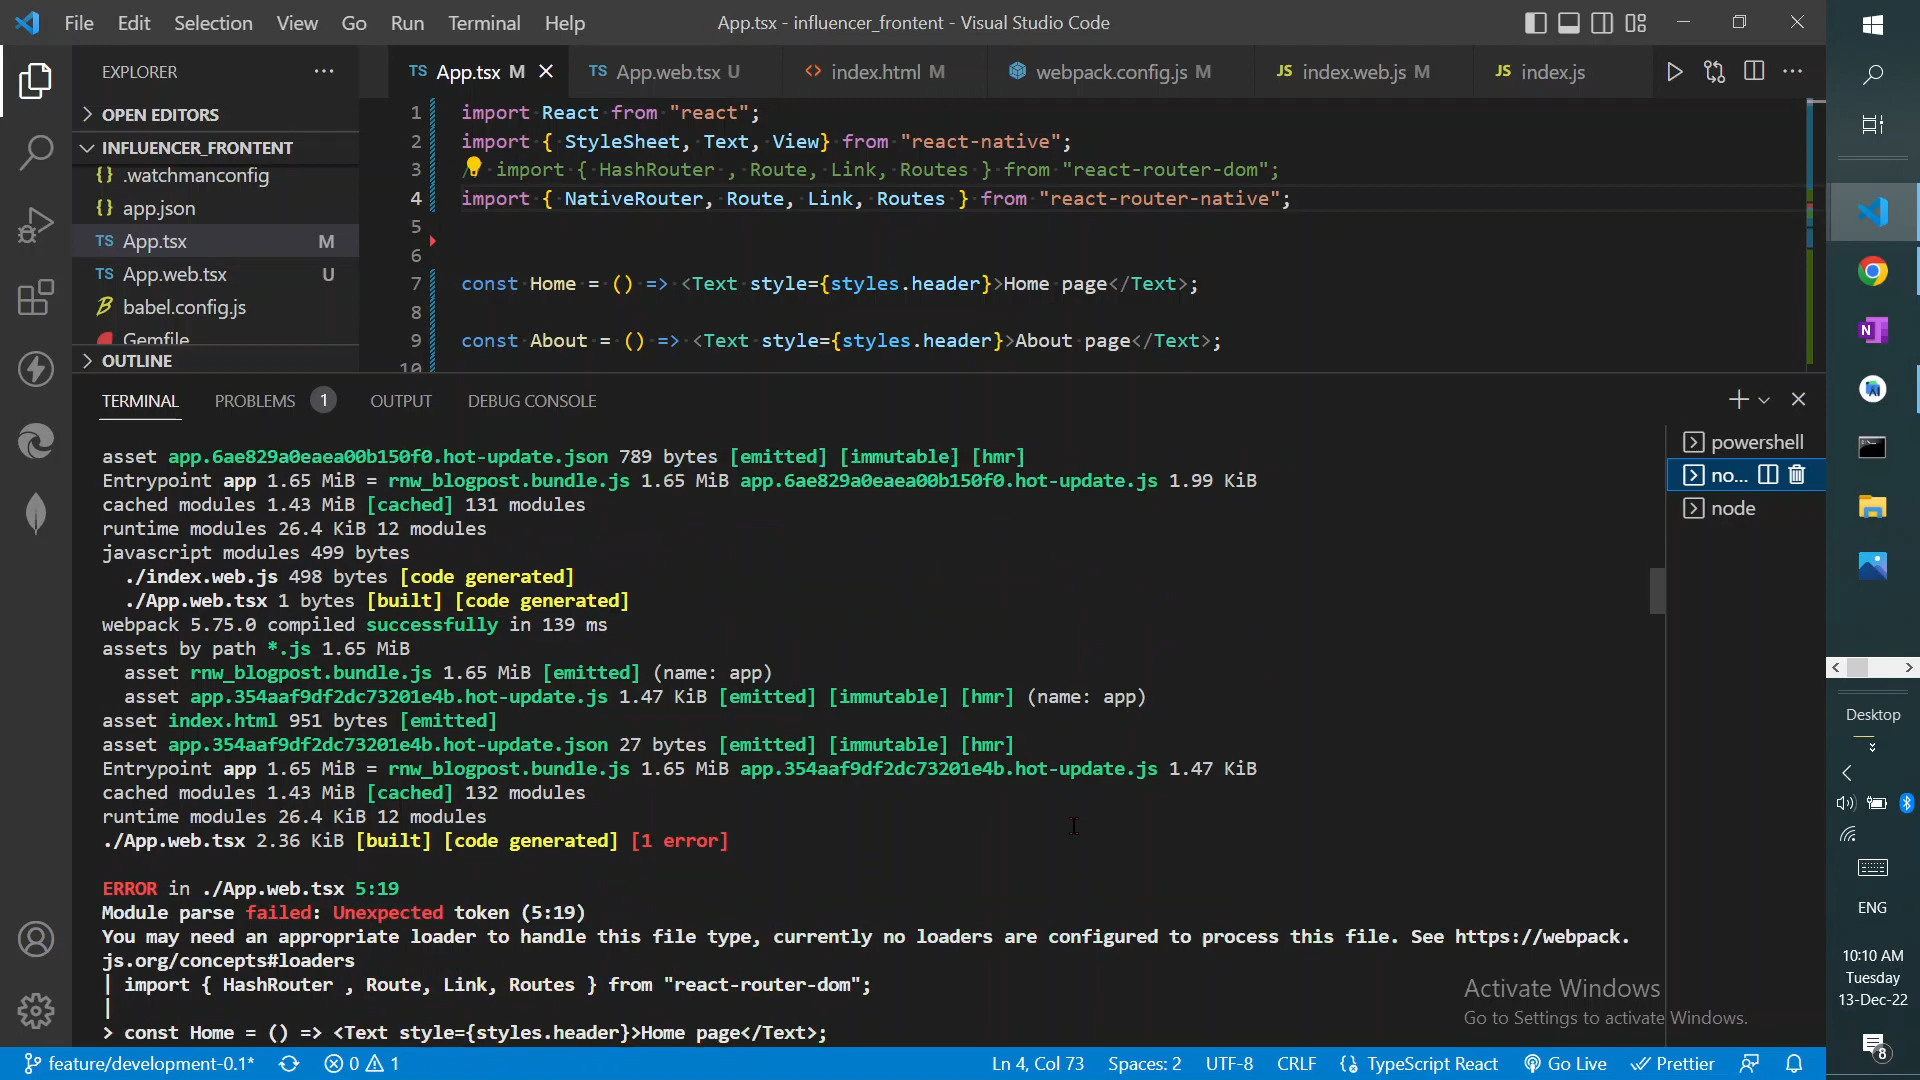 File Edit Selection View Go Run Terminal Help App.tsx - influencer_frontent - Visual Studio Code
EXPLORER ...
TS App.tsx M
TS App.web.tsx U
index.html M
webpack.config.js M
JS index.web.js M
JS index.js
OPEN EDITORS
INFLUENCER_FRONTENT
{} .watchmanconfig
{} app.json
TS App.tsx M
TS App.web.tsx U
babel.config.js
Gemfile
OUTLINE
1 import React from "react";
2 import { StyleSheet, Text, View} from "react-native";
3 / import { HashRouter , Route, Link, Routes } from "react-router-dom";
4 import { NativeRouter, Route, Link, Routes } from "react-router-native";
5
6
7 const Home = () => <Text style={styles.header}>Home page</Text>;
8
9 const About = () => <Text style={styles.header}>About page</Text>;
10
TERMINAL PROBLEMS 1 OUTPUT DEBUG CONSOLE
asset app.6ae829a0eaea00b150f0.hot-update.json 789 bytes [emitted] [immutable] [hmr]
Entrypoint app 1.65 MiB = rnw_blogpost.bundle.js 1.65 MiB app.6ae829a0eaea00b150f0.hot-update.js 1.99 KiB
cached modules 1.43 MiB [cached] 131 modules
runtime modules 26.4 KiB 12 modules
javascript modules 499 bytes
./index.web.js 498 bytes [code generated]
./App.web.tsx 1 bytes [built] [code generated]
webpack 5.75.0 compiled successfully in 139 ms
assets by path *.js 1.65 MiB
asset rnw_blogpost.bundle.js 1.65 MiB [emitted] (name: app)
asset app.354aaf9df2dc73201e4b.hot-update.js 1.47 KiB [emitted] [immutable] [hmr] (name: app)
asset index.html 951 bytes [emitted]
asset app.354aaf9df2dc73201e4b.hot-update.json 27 bytes [emitted] [immutable] [hmr]
Entrypoint app 1.65 MiB = rnw_blogpost.bundle.js 1.65 MiB app.354aaf9df2dc73201e4b.hot-update.js 1.47 KiB
cached modules 1.43 MiB [cached] 132 modules
runtime modules 26.4 KiB 12 modules
./App.web.tsx 2.36 KiB [built] [code generated] [1 error]
ERROR in ./App.web.tsx 5:19
Module parse failed: Unexpected token (5:19)
You may need an appropriate loader to handle this file type, currently no loaders are configured to process this file. See https://webpack.
js.org/concepts#loaders
| import { HashRouter , Route, Link, Routes } from "react-router-dom";
|
> const Home = () => <Text style={styles.header}>Home page</Text>;
powershell
no...
node
Activate Windows
Go to Settings to activate Windows.
feature/development-0.1* 0 1 Ln 4, Col 73 Spaces: 2 UTF-8 CRLF {} TypeScript React Go Live Prettier
Desktop
ENG
10:10 AM
Tuesday
13-Dec-22
8